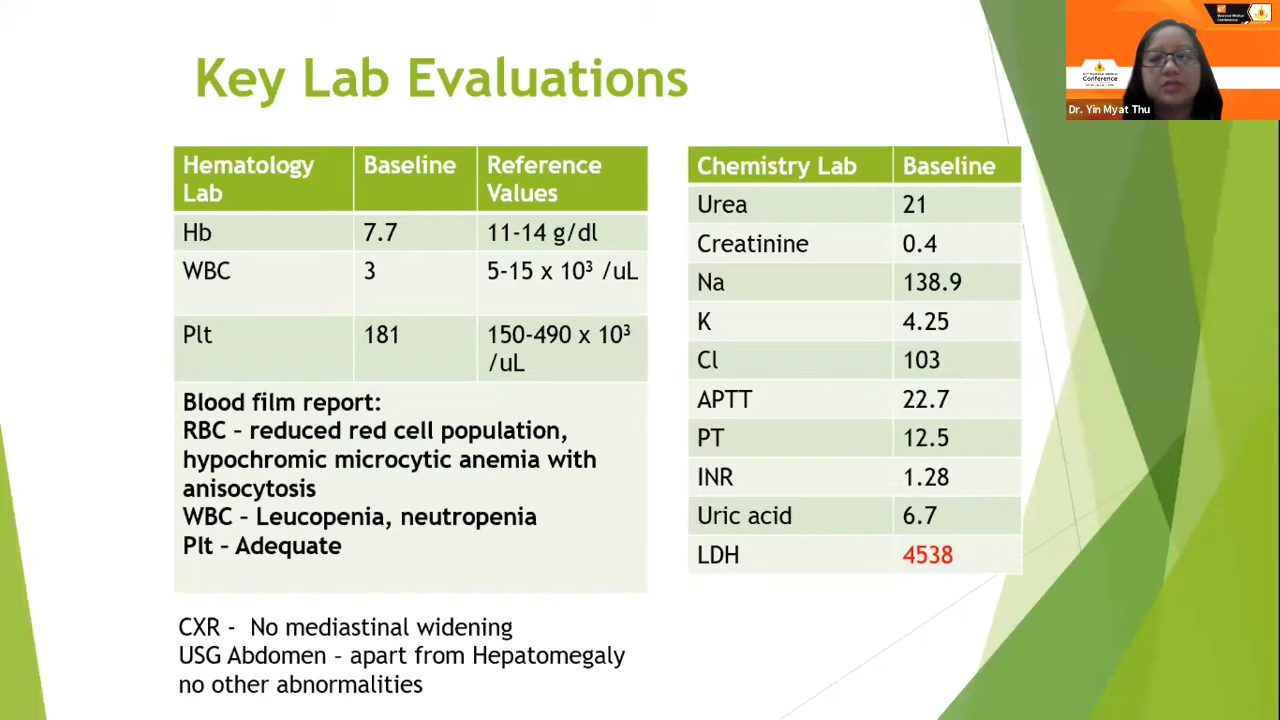 Key Lab Evaluations
Hematology Lab Baseline Reference Values
Hb 7.7 11-14 g/dl
WBC 3 5-15 x 10³ /uL
Plt 181 150-490 x 10³ /uL
Blood film report:
RBC – reduced red cell population,
hypochromic microcytic anemia with
anisocytosis
WBC – Leucopenia, neutropenia
Plt – Adequate
CXR - No mediastinal widening
USG Abdomen – apart from Hepatomegaly
no other abnormalities
Chemistry Lab Baseline
Urea 21
Creatinine 0.4
Na 138.9
K 4.25
Cl 103
APTT 22.7
PT 12.5
INR 1.28
Uric acid 6.7
LDH 4538
Conference
Dr. Yin Myat Thu